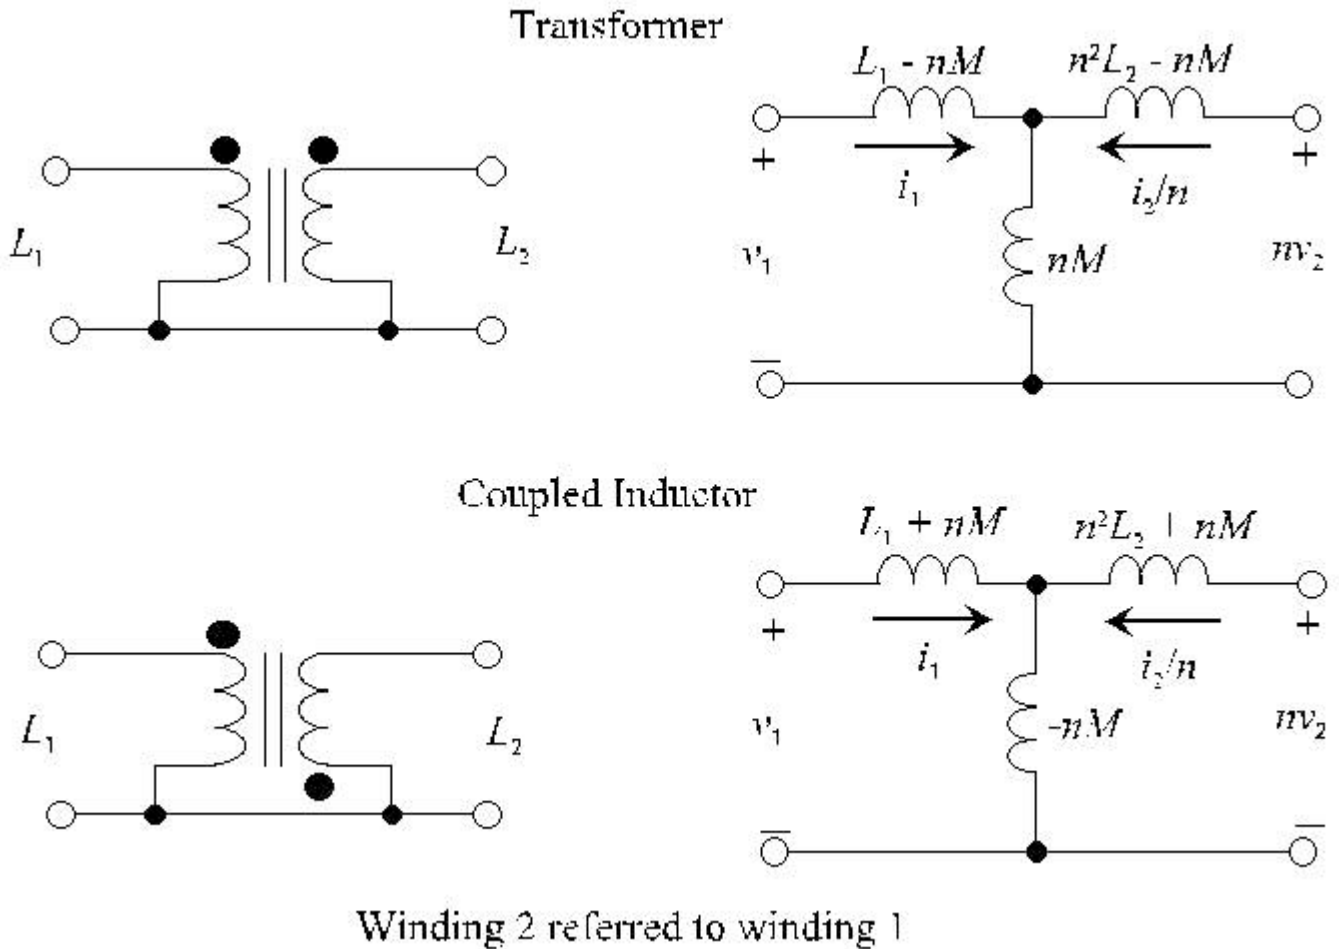 Transformer
L₁ - nM
n²L₂ - nM
+
i₁
i₂/n
+
L₁
L₂
v₁
nM
nv₂
Coupled Inductor
L₁ + nM
n²L₂ + nM
+
i₁
i₂/n
+
L₁
L₂
v₁
-nM
nv₂
Winding 2 referred to winding 1